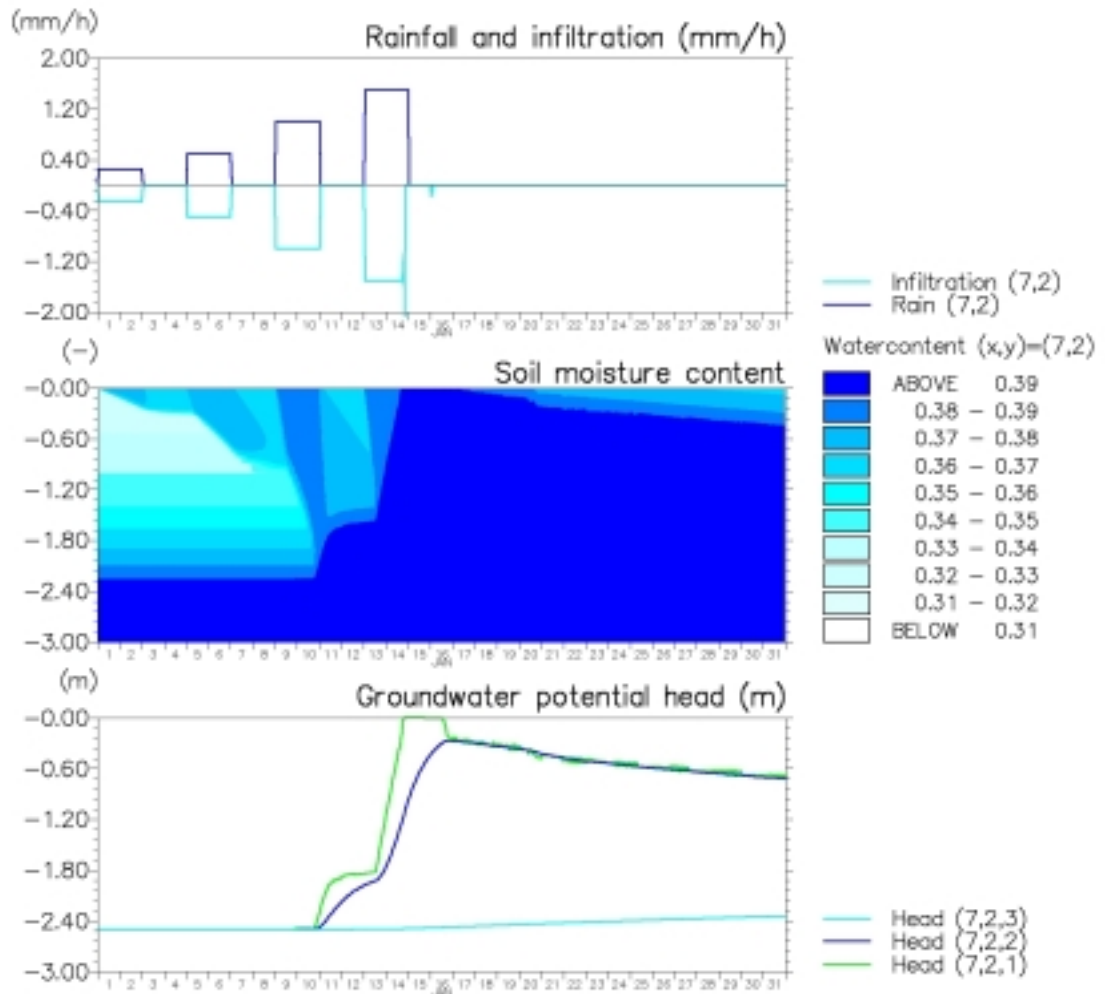 (mm/h)
Rainfall and infiltration (mm/h)
2.00
1.20
0.40
−0.40
−1.20
−2.00
1 2 3 4 5 6 7 8 9 10 11 12 13 14 15 16 17 18 19 20 21 22 23 24 25 26 27 28 29 30 31
JAN
Infiltration (7,2)
Rain (7,2)
(-)
Soil moisture content
−0.00
−0.60
−1.20
−1.80
−2.40
−3.00
1 2 3 4 5 6 7 8 9 10 11 12 13 14 15 16 17 18 19 20 21 22 23 24 25 26 27 28 29 30 31
JAN
Watercontent (x,y)=(7,2)
ABOVE 0.39
0.38 − 0.39
0.37 − 0.38
0.36 − 0.37
0.35 − 0.36
0.34 − 0.35
0.33 − 0.34
0.32 − 0.33
0.31 − 0.32
BELOW 0.31
(m)
Groundwater potential head (m)
−0.00
−0.60
−1.20
−1.80
−2.40
−3.00
1 2 3 4 5 6 7 8 9 10 11 12 13 14 15 16 17 18 19 20 21 22 23 24 25 26 27 28 29 30 31
JAN
Head (7,2,3)
Head (7,2,2)
Head (7,2,1)